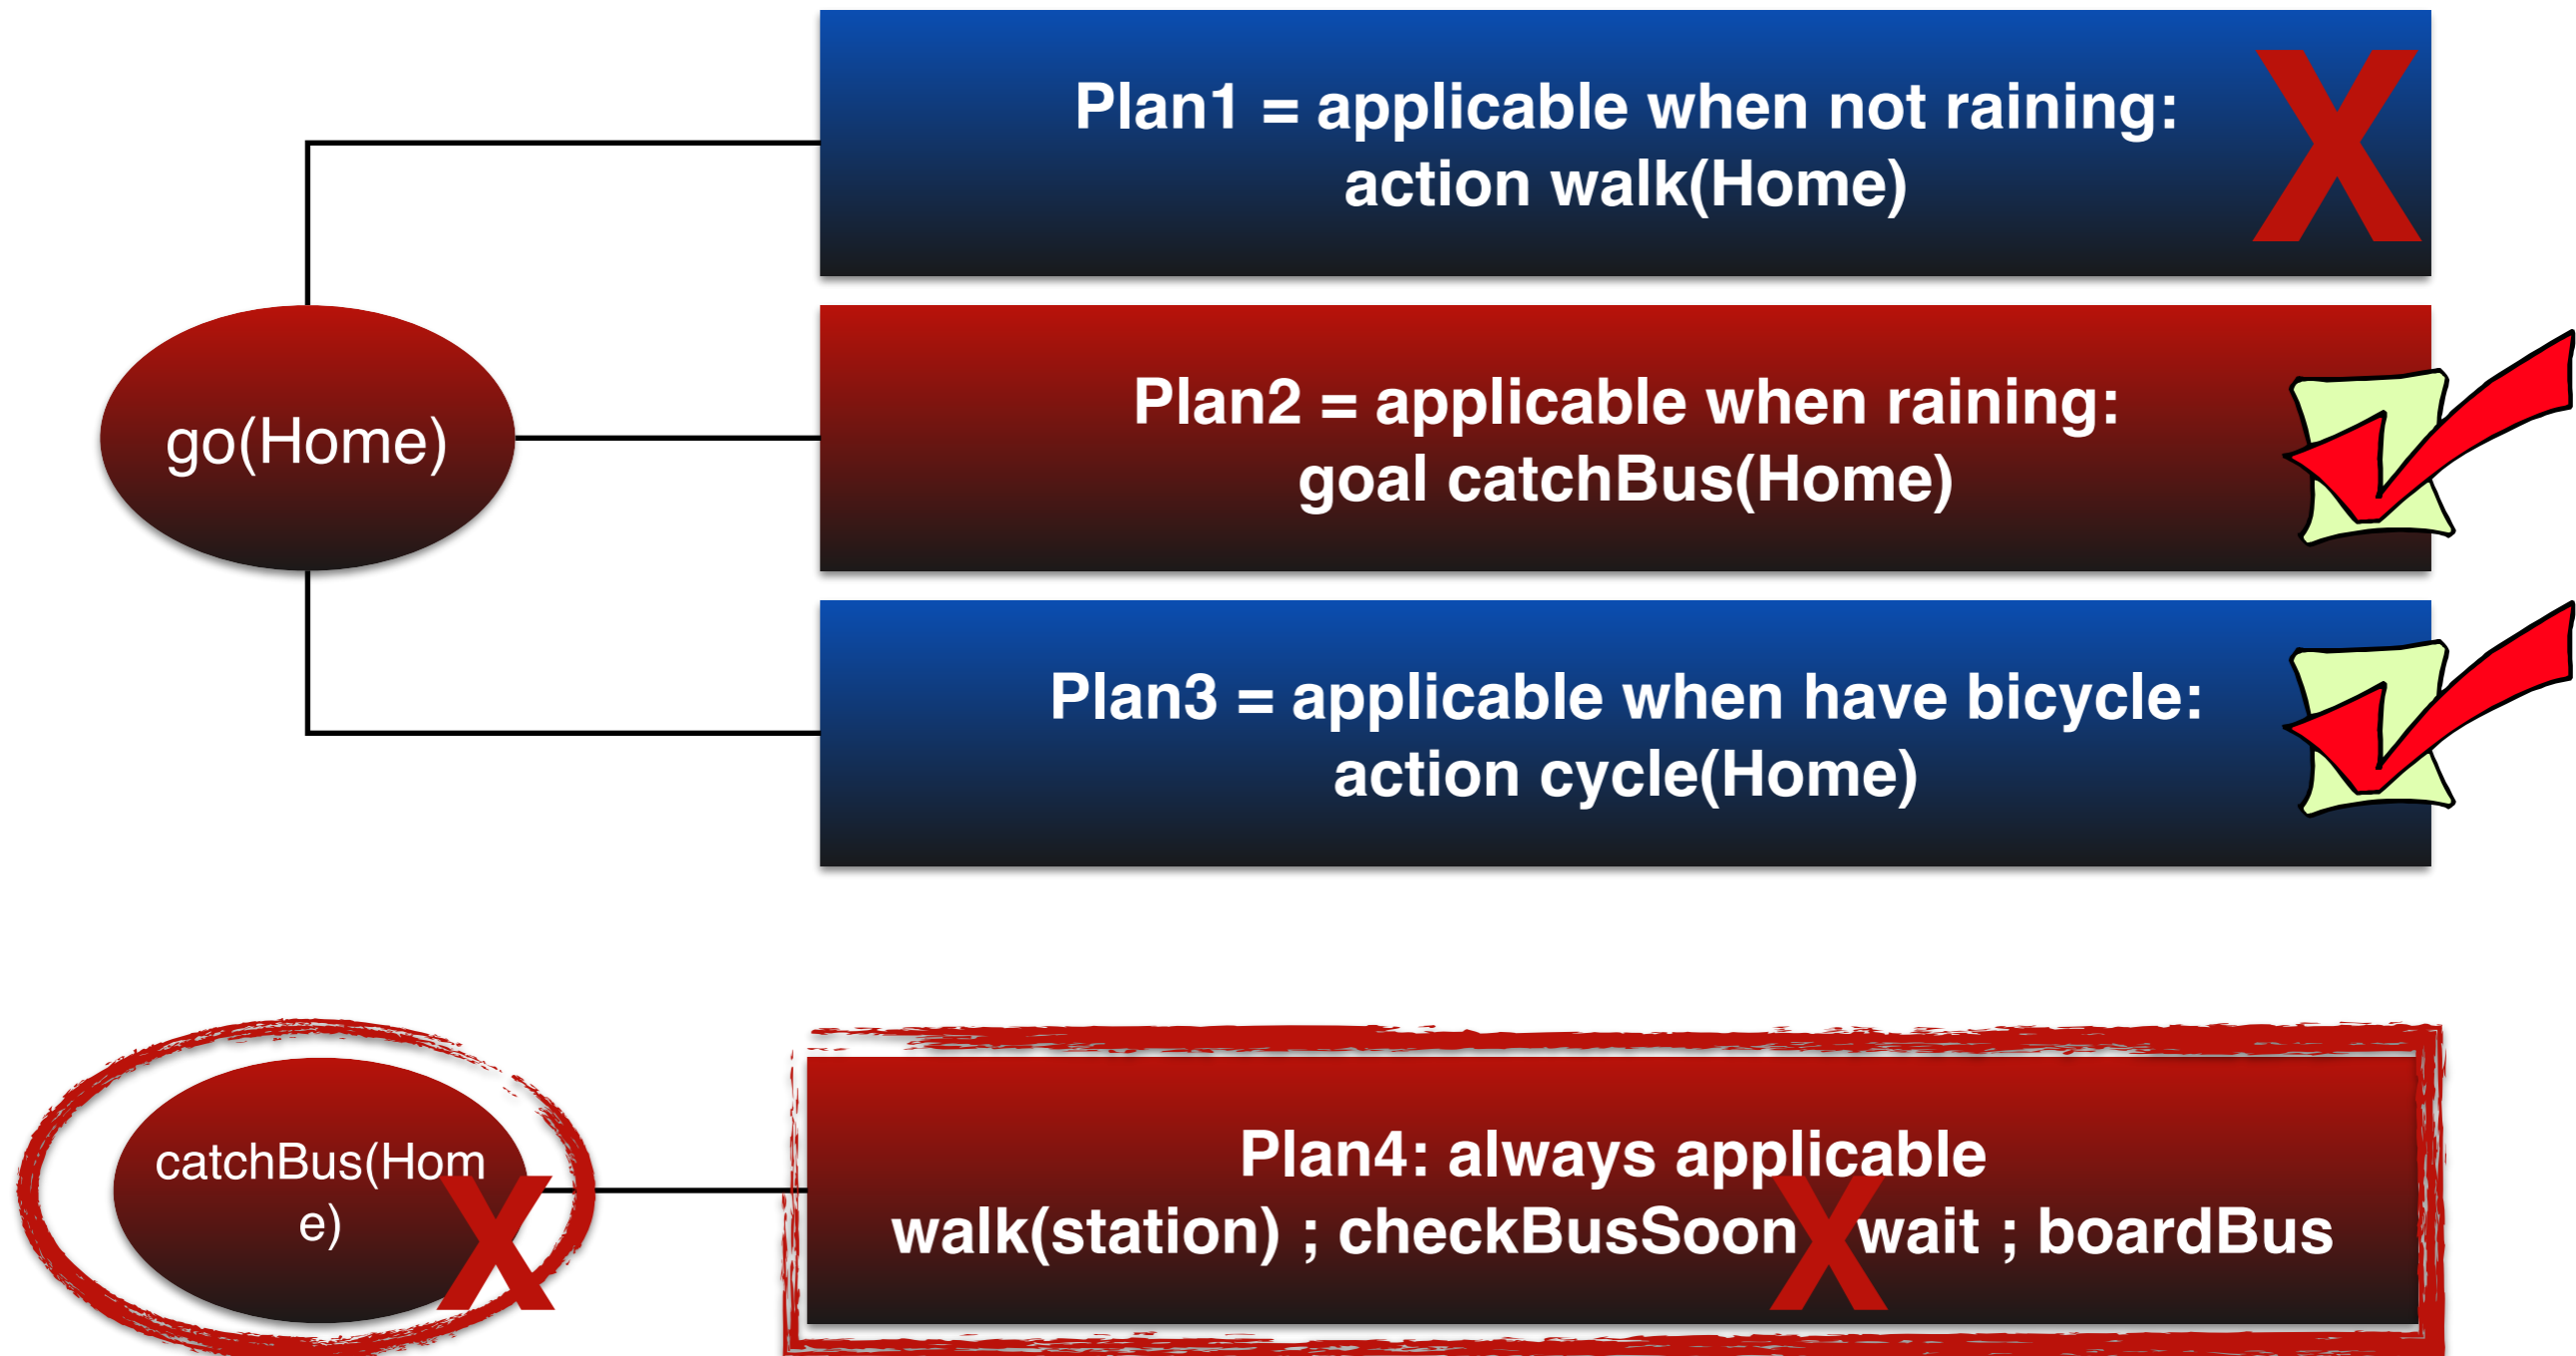 Plan1 = applicable when not raining:
action walk(Home)
X
go(Home)
Plan2 = applicable when raining:
goal catchBus(Home)
Plan3 = applicable when have bicycle:
action cycle(Home)
catchBus(Hom
e)
X
Plan4: always applicable
walk(station) ; checkBusSoon X wait ; boardBus